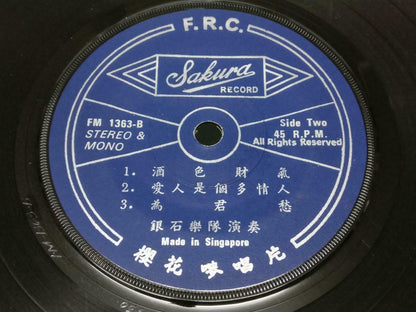 F.R.C.
Sakura
RECORD
FM 1363-B
STEREO &
MONO
Side Two
45 R.P.M.
All Rights Reserved
1. 酒色財氣
2. 愛人是個多情人
3. 為君愁
銀石樂隊演奏
Made in Singapore
櫻花唱片